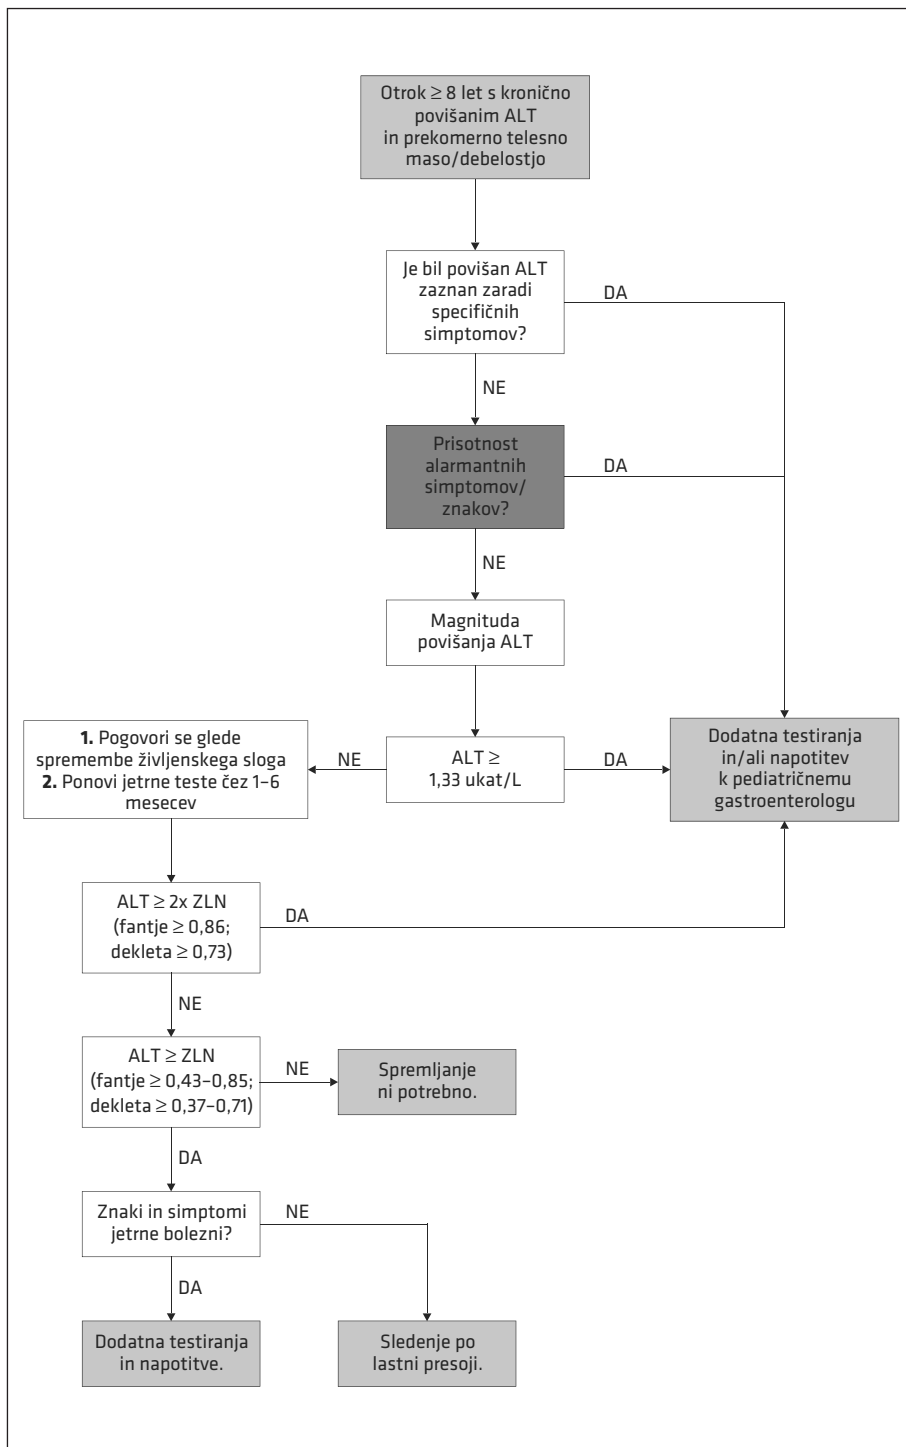 Otrok ≥ 8 let s kronično
povišanim ALT
in prekomerno telesno
maso/debelostjo
Je bil povišan ALT
zaznan zaradi
specifičnih
simptomov?
DA
NE
Prisotnost
alarmantnih
simptomov/
znakov?
DA
NE
Magnituda
povišanja ALT
1. Pogovori se glede
spremembe življenskega sloga
2. Ponovi jetrne teste čez 1–6
mesecev
NE
ALT ≥
1,33 ukat/L
DA
Dodatna testiranja
in/ali napotitev
k pediatričnemu
gastroenterologu
ALT ≥ 2x ZLN
(fantje ≥ 0,86;
dekleta ≥ 0,73)
DA
NE
ALT ≥ ZLN
(fantje ≥ 0,43–0,85;
dekleta ≥ 0,37–0,71)
NE
Spremljanje
ni potrebno.
DA
Znaki in simptomi
jetrne bolezni?
NE
DA
Dodatna testiranja
in napotitve.
Sledenje po
lastni presoji.